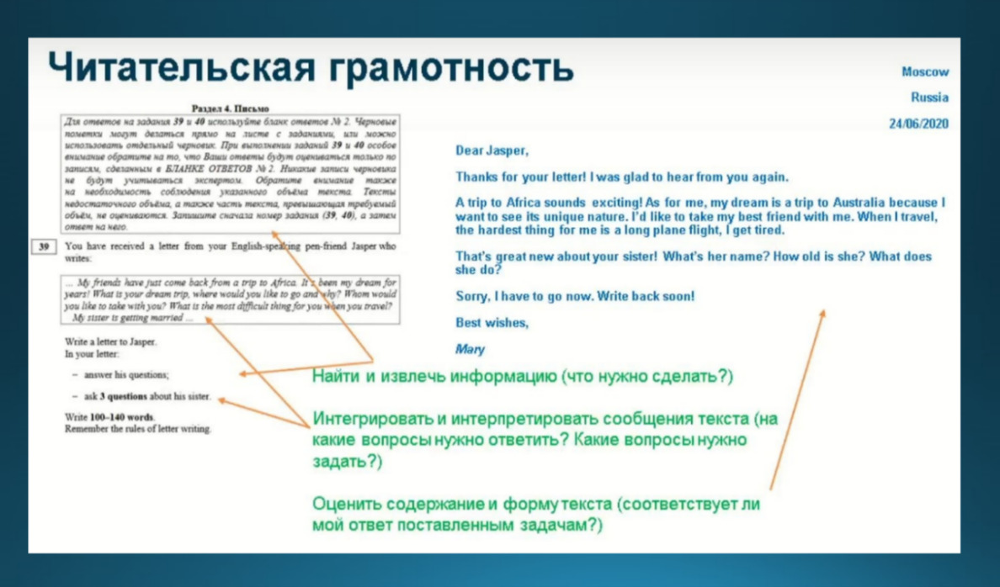 Читательская грамотность
Раздел 4. Письмо
Для ответов на задания 39 и 40 используйте бланк ответов № 2. Черновые
пометки могут делаться прямо на листе с заданиями, или можно
использовать отдельный черновик. При выполнении заданий 39 и 40 особое
внимание обратите на то, что Ваши ответы будут оцениваться только по
записям, сделанным в БЛАНКЕ ОТВЕТОВ № 2. Никакие записи черновика
не будут учитываться экспертом. Обратите внимание также
на необходимость соблюдения указанного объёма текста. Тексты
недостаточного объёма, а также часть текста, превышающая требуемый
объём, не оцениваются. Запишите сначала номер задания (39, 40), а затем
ответ на него.
39 You have received a letter from your English-speaking pen-friend Jasper who
writes:
... My friends have just come back from a trip to Africa. It's been my dream for
years! What is your dream trip, where would you like to go and why? Whom would
you like to take with you? What is the most difficult thing for you when you travel?
My sister is getting married ...
Write a letter to Jasper.
In your letter:
– answer his questions;
– ask 3 questions about his sister.
Write 100–140 words.
Remember the rules of letter writing.
Moscow
Russia
24/06/2020
Dear Jasper,
Thanks for your letter! I was glad to hear from you again.
A trip to Africa sounds exciting! As for me, my dream is a trip to Australia because I
want to see its unique nature. I'd like to take my best friend with me. When I travel,
the hardest thing for me is a long plane flight, I get tired.
That's great new about your sister! What's her name? How old is she? What does
she do?
Sorry, I have to go now. Write back soon!
Best wishes,
Mary
Найти и извлечь информацию (что нужно сделать?)
Интегрировать и интерпретировать сообщения текста (на
какие вопросы нужно ответить? Какие вопросы нужно
задать?)
Оценить содержание и форму текста (соответствует ли
мой ответ поставленным задачам?)